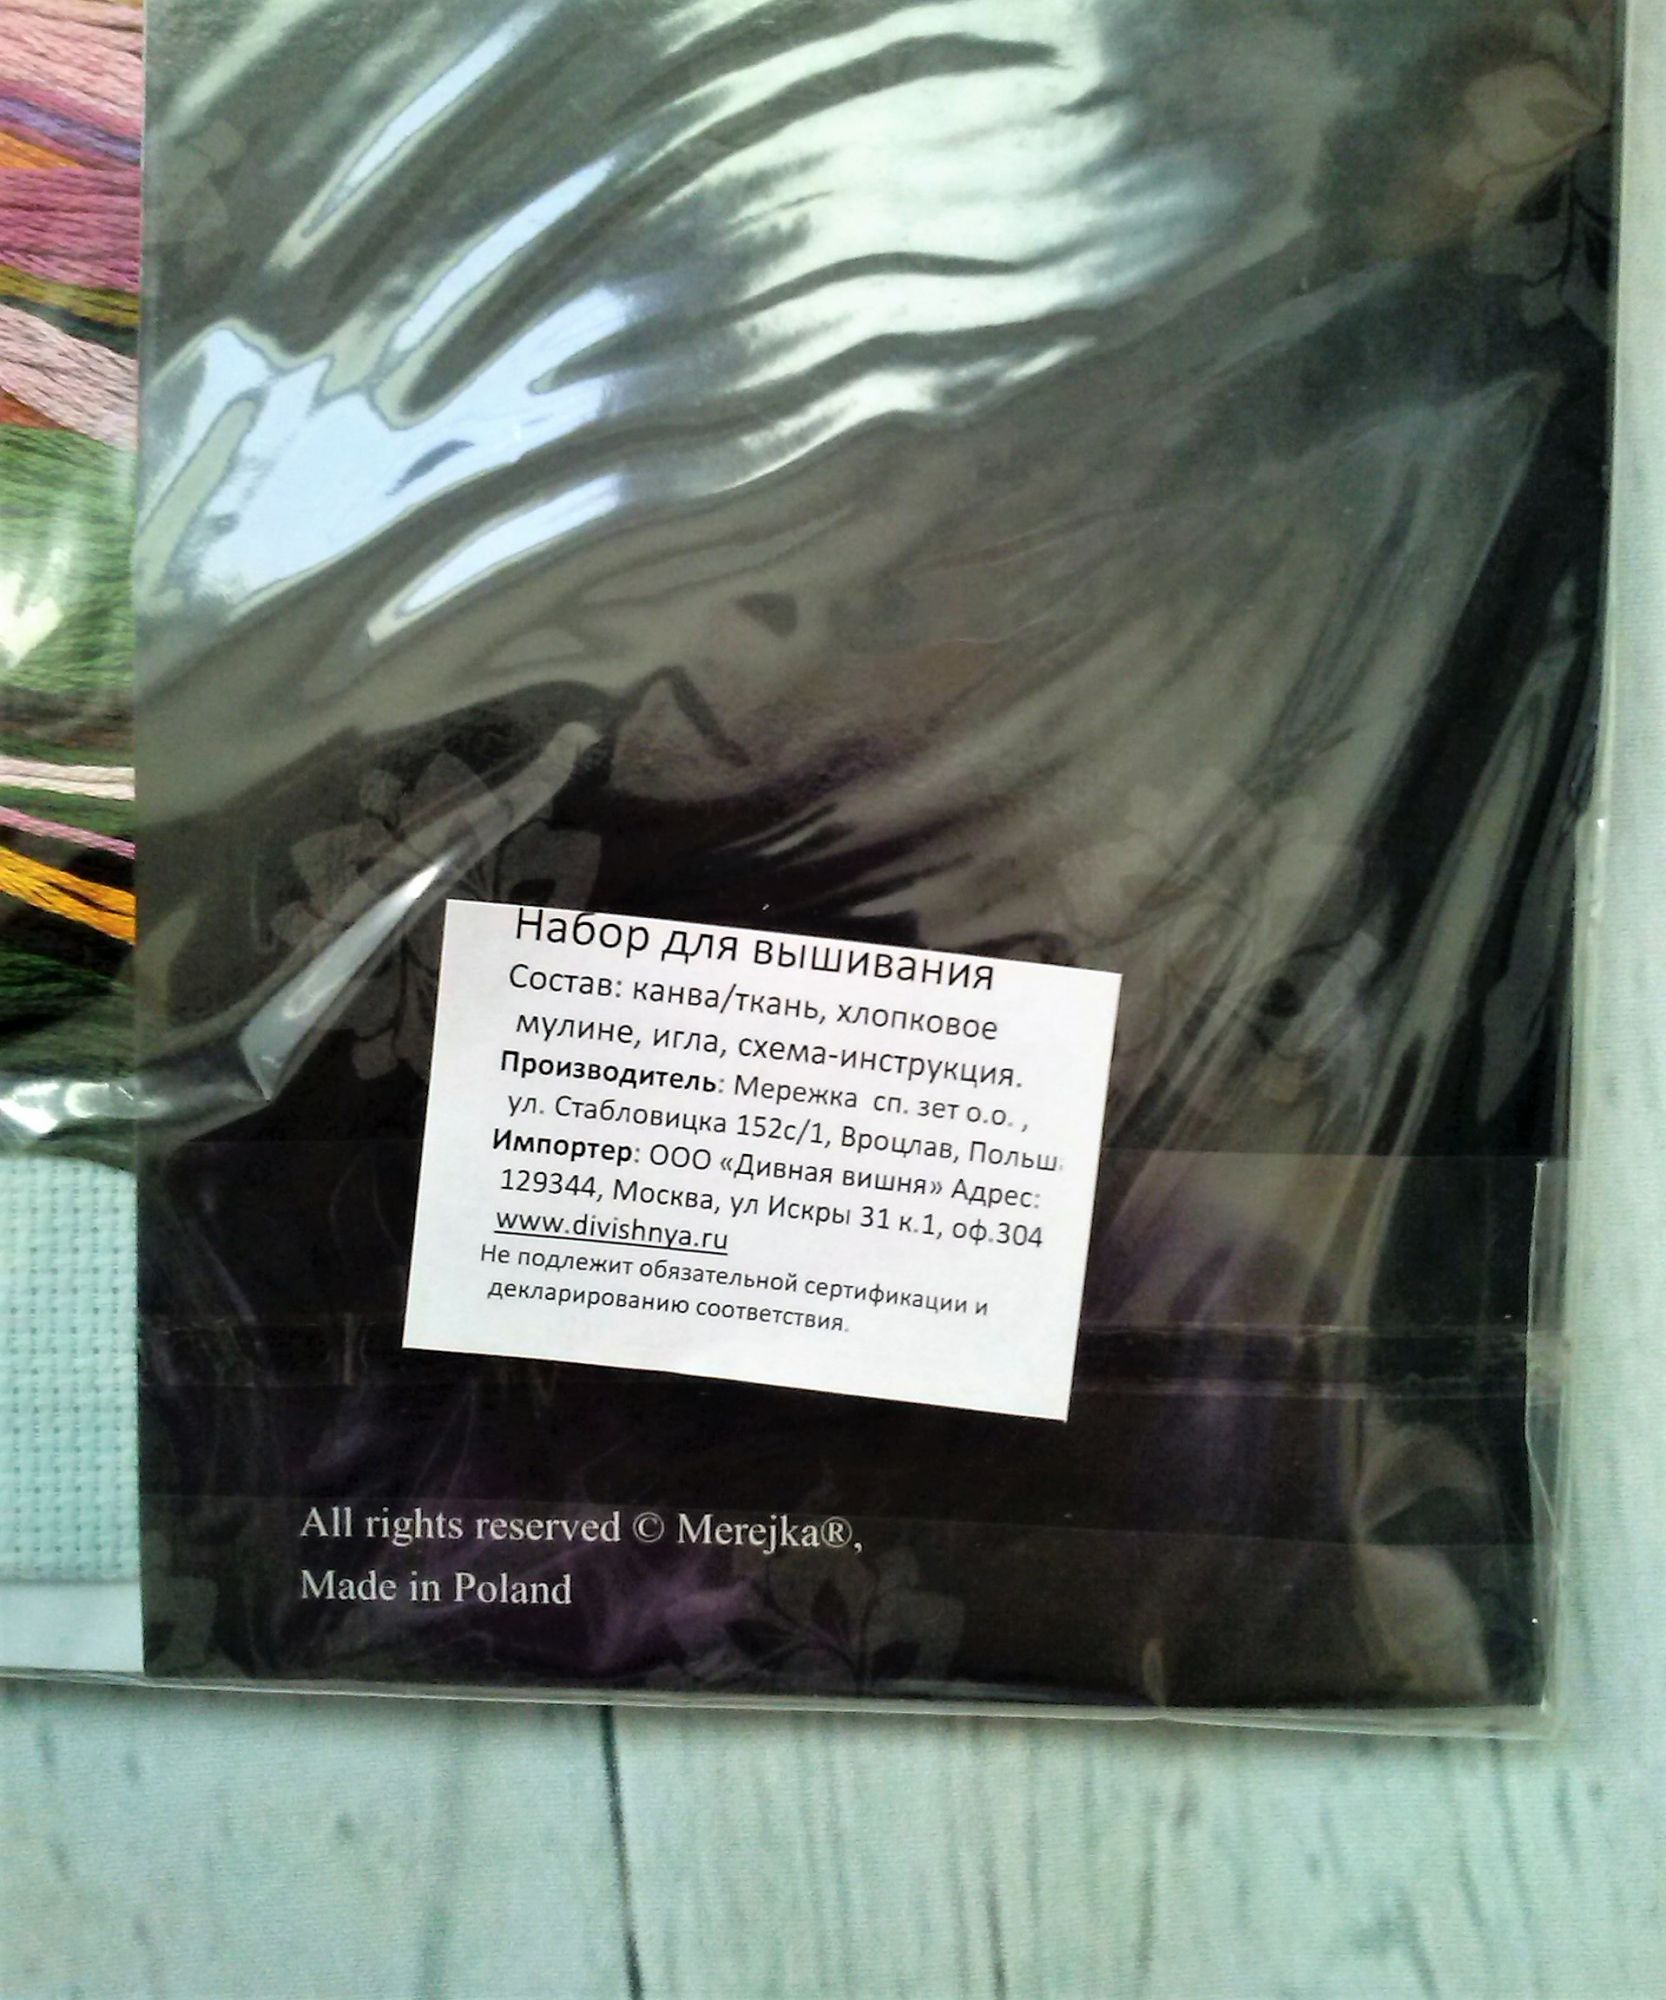 Набор для вышивания
Состав: канва/ткань, хлопковое
мулине, игла, схема-инструкция.
Производитель: Мережка сп. зет о.о. ,
ул. Стабловицка 152с/1, Вроцлав, Польш
Импортер: ООО «Дивная вишня» Адрес:
129344, Москва, ул Искры 31 к.1, оф.304
www.divishnya.ru
Не подлежит обязательной сертификации и
декларированию соответствия.
All rights reserved © Merejka®,
Made in Poland